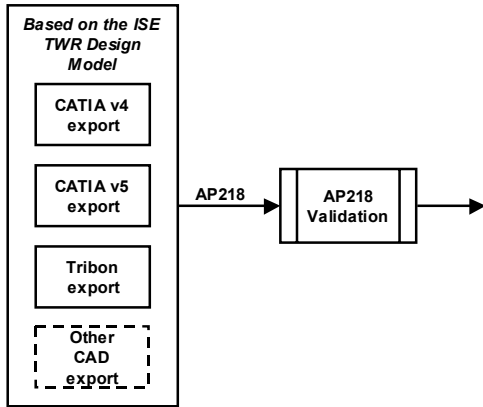 Based on the ISE
TWR Design
Model
CATIA v4
export
CATIA v5
export
Tribon
export
Other
CAD
export
AP218
AP218
Validation